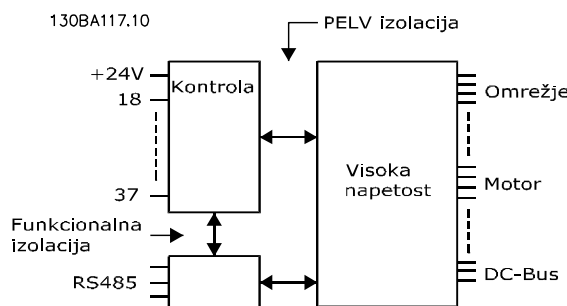 130BA117.10
PELV izolacija
+24V
Kontrola
18
Omrežje
Visoka
napetost
37
Motor
Funkcionalna
izolacija
RS485
DC-Bus